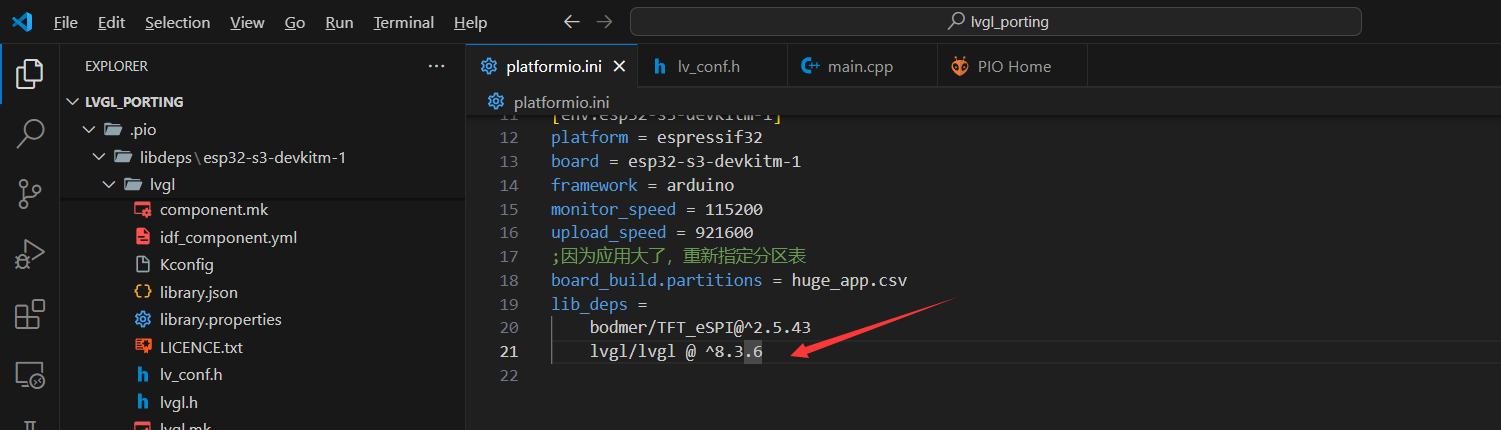 File Edit Selection View Go Run Terminal Help
lvgl_porting
EXPLORER
LVGL_PORTING
.pio
libdeps\esp32-s3-devkitm-1
lvgl
component.mk
idf_component.yml
Kconfig
library.json
library.properties
LICENCE.txt
lv_conf.h
lvgl.h
lvgl.mk
platformio.ini lv_conf.h main.cpp PIO Home
platformio.ini
11 [env:esp32-s3-devkitm-1]
12 platform = espressif32
13 board = esp32-s3-devkitm-1
14 framework = arduino
15 monitor_speed = 115200
16 upload_speed = 921600
17 ;因为应用大了，重新指定分区表
18 board_build.partitions = huge_app.csv
19 lib_deps =
20 bodmer/TFT_eSPI@^2.5.43
21 lvgl/lvgl @ ^8.3.6
22